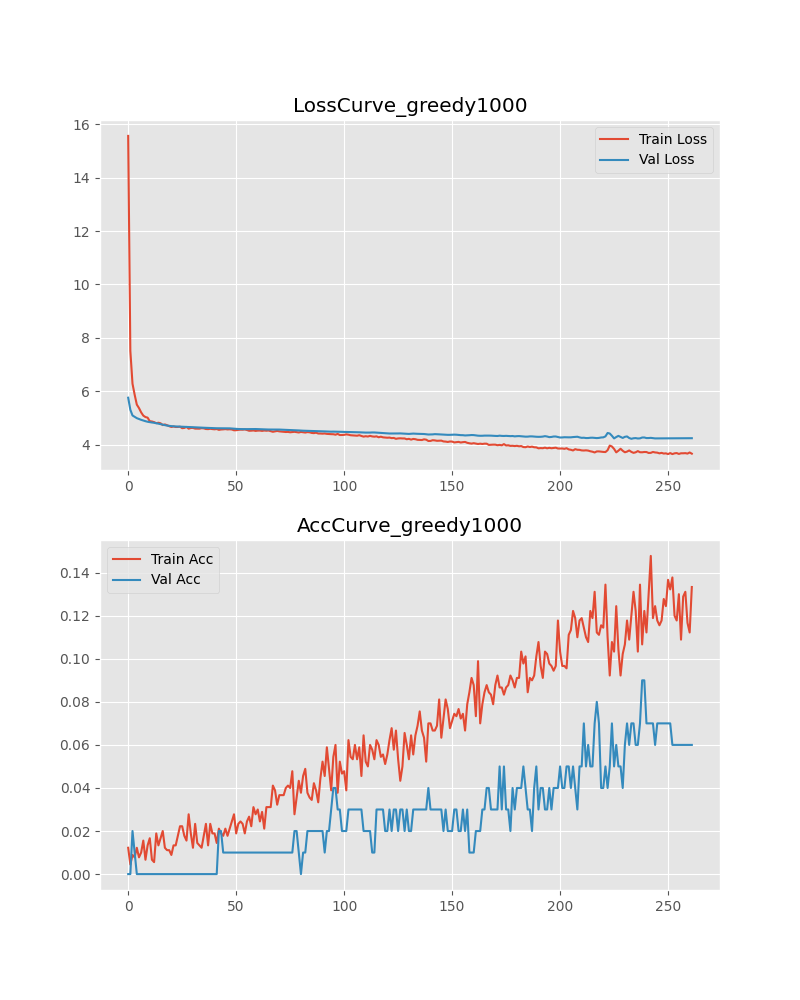 LossCurve_greedy1000
16
14
12
10
8
6
4
Train Loss
Val Loss
0 50 100 150 200 250
AccCurve_greedy1000
0.14
0.12
0.10
0.08
0.06
0.04
0.02
0.00
Train Acc
Val Acc
0 50 100 150 200 250